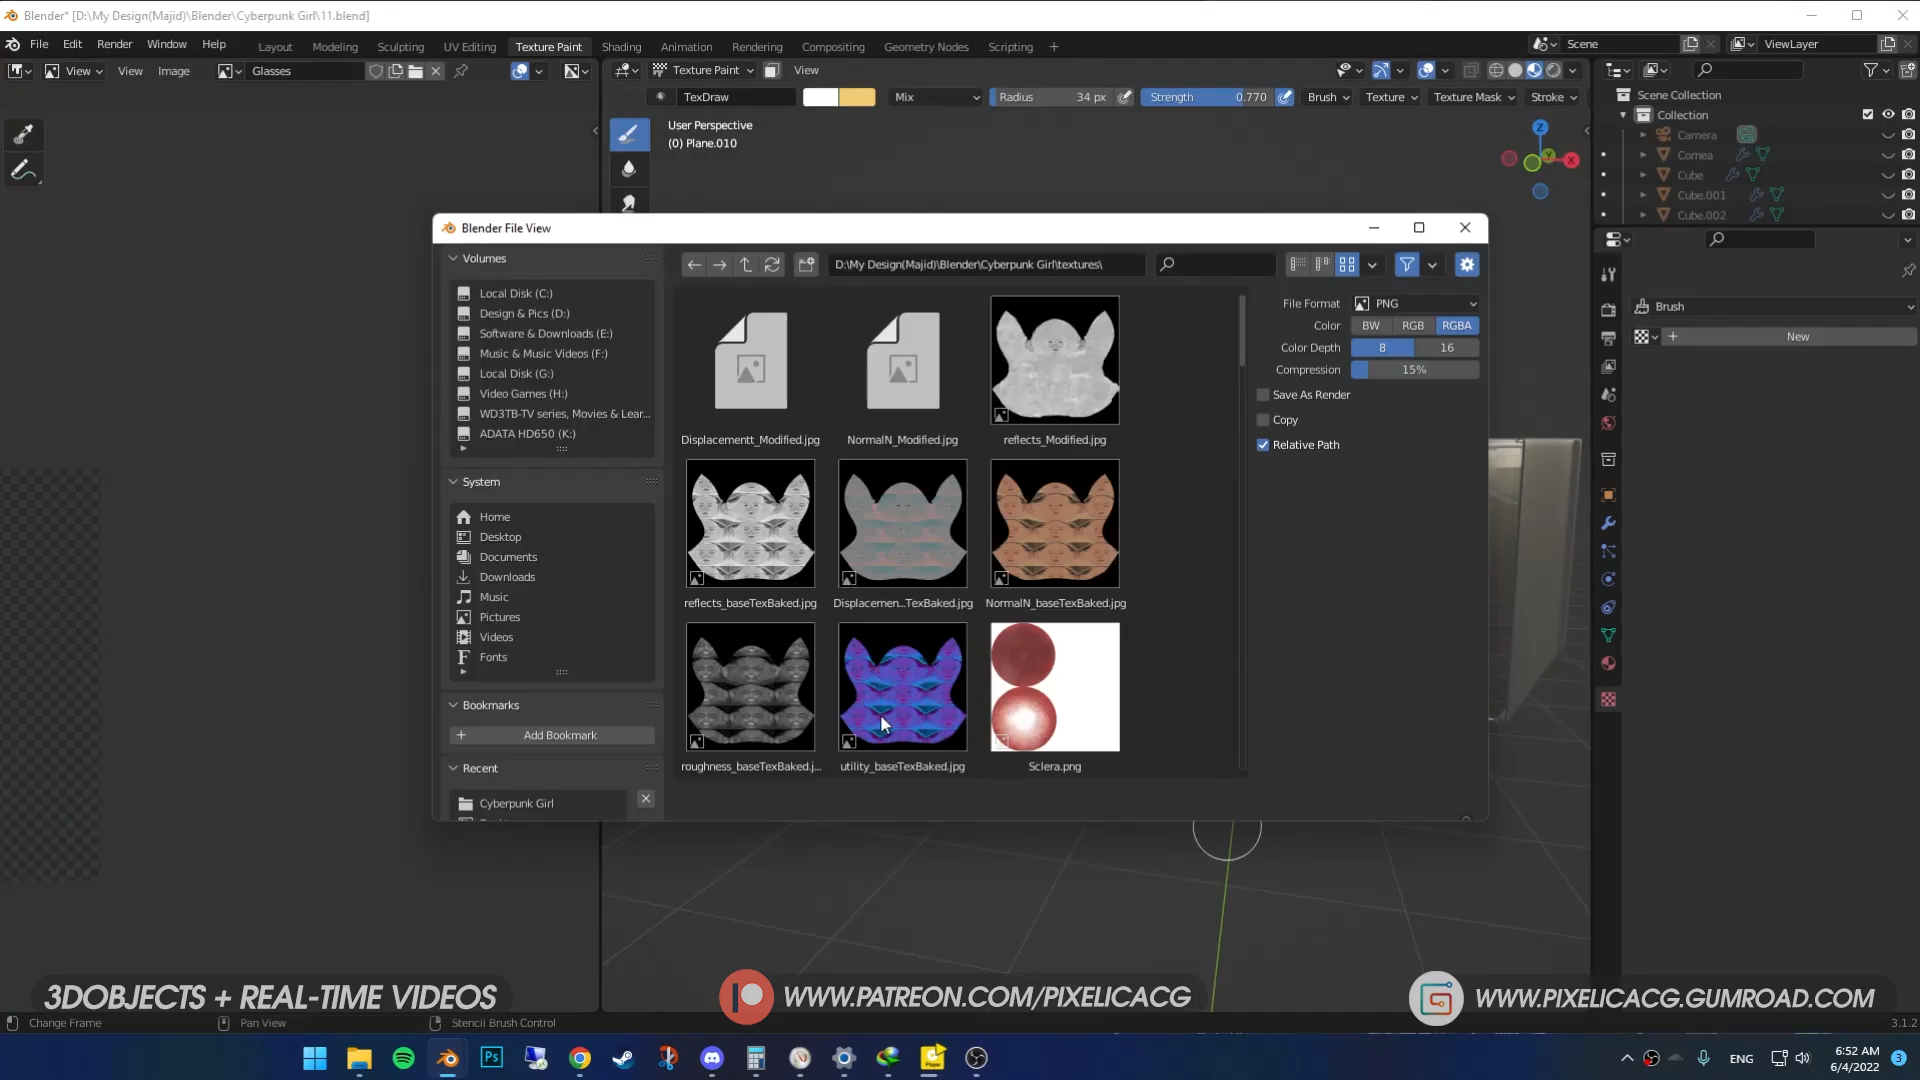 Blender* [D:\My Design(Majid)\Blender\Cyberpunk Girl\11.blend]
File Edit Render Window Help Layout Modeling Sculpting UV Editing Texture Paint Shading Animation Rendering Compositing Geometry Nodes Scripting + Scene ViewLayer
View View Image Glasses Texture Paint View
TexDraw Mix Radius 34 px Strength 0.770 Brush Texture Texture Mask Stroke
Scene Collection
Collection
Camera
Cornea
Cube
Cube.001
Cube.002
User Perspective
(0) Plane.010
Blender File View
Volumes
Local Disk (C:)
Design & Pics (D:)
Software & Downloads (E:)
Music & Music Videos (F:)
Local Disk (G:)
Video Games (H:)
WD3TB-TV series, Movies & Lear...
ADATA HD650 (K:)
System
Home
Desktop
Documents
Downloads
Music
Pictures
Videos
Fonts
Bookmarks
Add Bookmark
Recent
Cyberpunk Girl
D:\My Design(Majid)\Blender\Cyberpunk Girl\textures\
Displacementt_Modified.jpg NormalN_Modified.jpg reflects_Modified.jpg
reflects_baseTexBaked.jpg Displacemen...TexBaked.jpg NormalN_baseTexBaked.jpg
roughness_baseTexBaked.j... utility_baseTexBaked.jpg Sclera.png
File Format PNG
Color BW RGB RGBA
Color Depth 8 16
Compression 15%
Save As Render
Copy
Relative Path
Brush
New
3DOBJECTS + REAL-TIME VIDEOS
WWW.PATREON.COM/PIXELICACG
WWW.PIXELICACG.GUMROAD.COM
Change Frame Pan View Stencil Brush Control 3.1.2
Ps
ENG
6:52 AM
6/4/2022
3